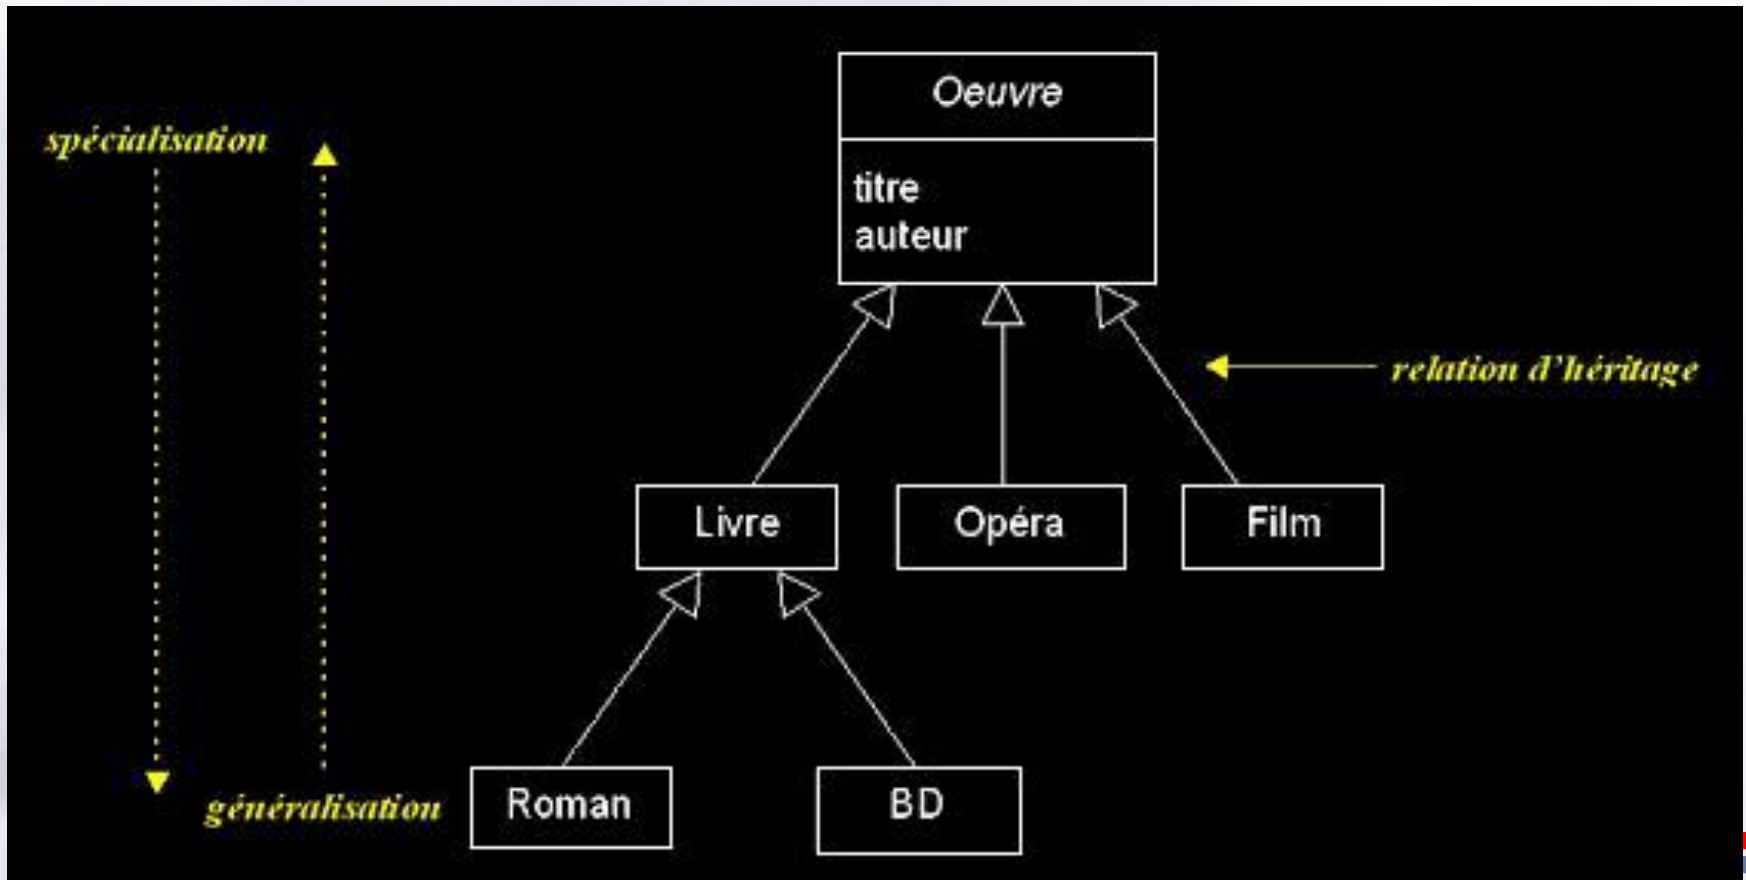 Oeuvre
spécialisation
titre
auteur
relation d'héritage
Livre
Opéra
Film
Roman
BD
généralisation